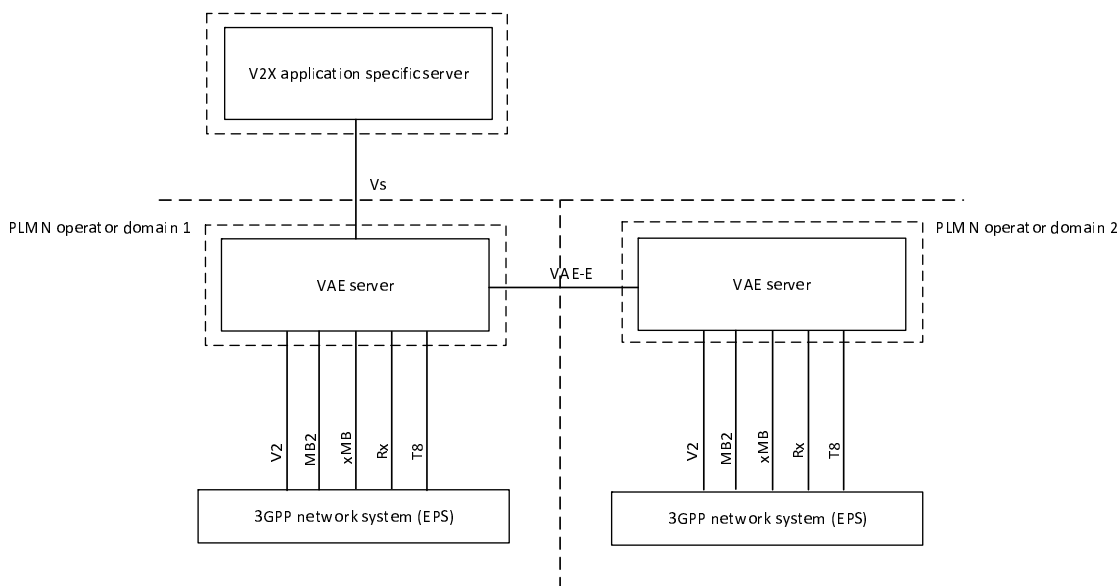 V2X application specific server
Vs
PLMN operator domain 1
PLMN operator domain 2
VAE server
VAE-E
VAE server
V2
MB2
xMB
Rx
T8
V2
MB2
xMB
Rx
T8
3GPP network system (EPS)
3GPP network system (EPS)